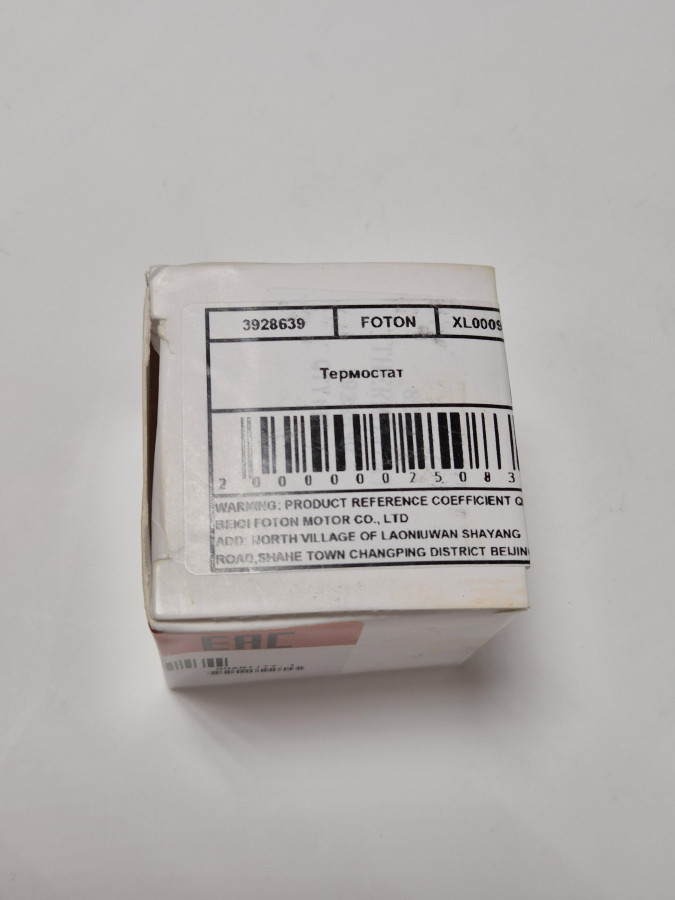 3928639 FOTON XL0009
Термостат
2 000000 25083
WARNING: PRODUCT REFERENCE COEFFICIENT
BEIQI FOTON MOTOR CO., LTD
ADD: NORTH VILLAGE OF LAONIUWAN SHAYANG
ROAD,SHAHE TOWN CHANGPING DISTRICT BEIJIN
EAC